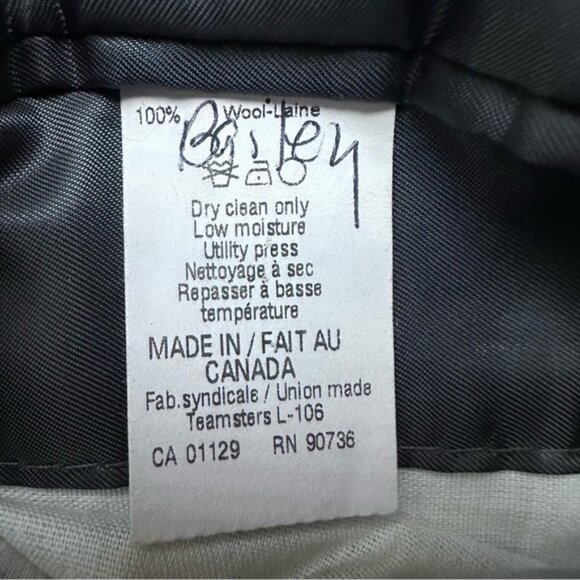 100% Wool-Laine
Bailey
Dry clean only
Low moisture
Utility press
Nettoyage à sec
Repasser à basse
température
MADE IN / FAIT AU
CANADA
Fab.syndicale / Union made
Teamsters L-106
CA 01129 RN 90736